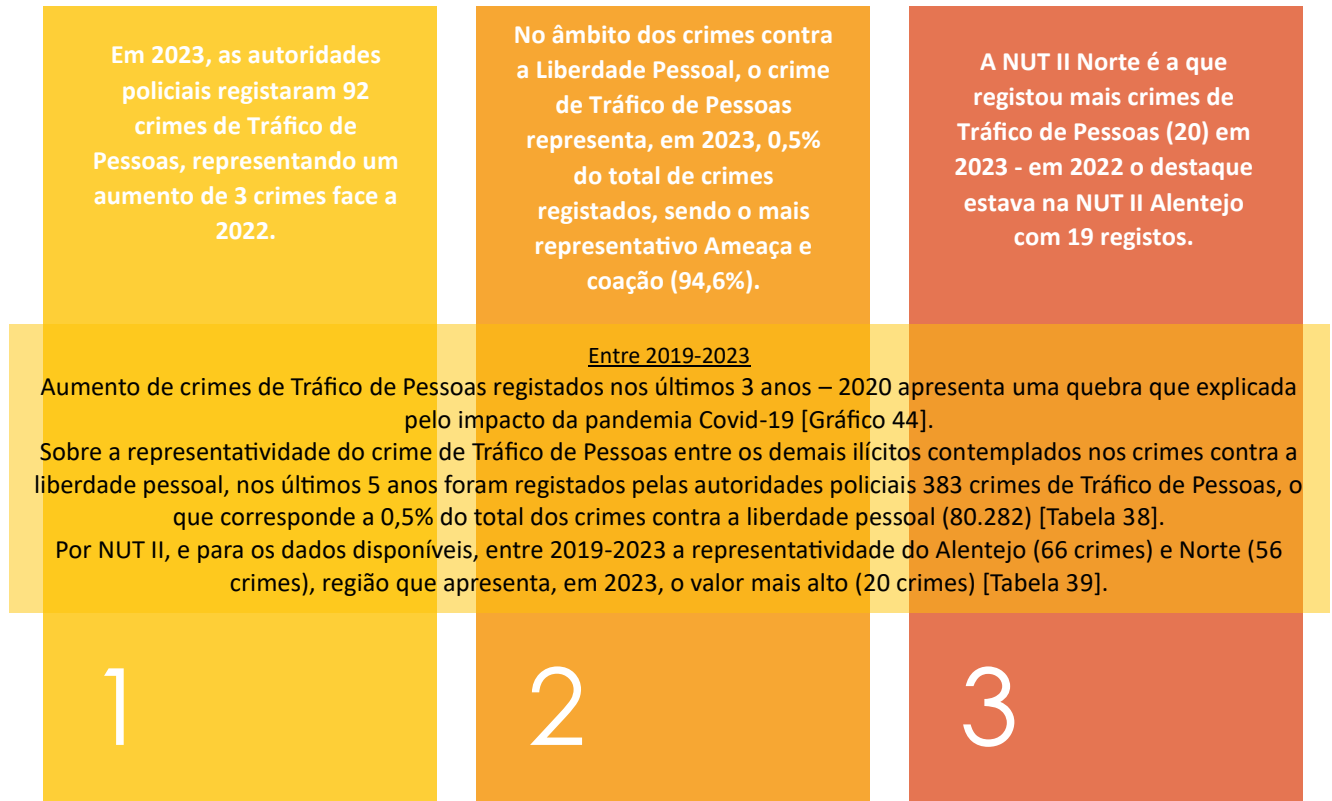 Em 2023, as autoridades
policiais registaram 92
crimes de Tráfico de
Pessoas, representando um
aumento de 3 crimes face a
2022.
No âmbito dos crimes contra
a Liberdade Pessoal, o crime
de Tráfico de Pessoas
representa, em 2023, 0,5%
do total de crimes
registados, sendo o mais
representativo Ameaça e
coação (94,6%).
A NUT II Norte é a que
registou mais crimes de
Tráfico de Pessoas (20) em
2023 - em 2022 o destaque
estava na NUT II Alentejo
com 19 registos.
Entre 2019-2023
Aumento de crimes de Tráfico de Pessoas registados nos últimos 3 anos – 2020 apresenta uma quebra que explicada
pelo impacto da pandemia Covid-19 [Gráfico 44].
Sobre a representatividade do crime de Tráfico de Pessoas entre os demais ilícitos contemplados nos crimes contra a
liberdade pessoal, nos últimos 5 anos foram registados pelas autoridades policiais 383 crimes de Tráfico de Pessoas, o
que corresponde a 0,5% do total dos crimes contra a liberdade pessoal (80.282) [Tabela 38].
Por NUT II, e para os dados disponíveis, entre 2019-2023 a representatividade do Alentejo (66 crimes) e Norte (56
crimes), região que apresenta, em 2023, o valor mais alto (20 crimes) [Tabela 39].
1
2
3